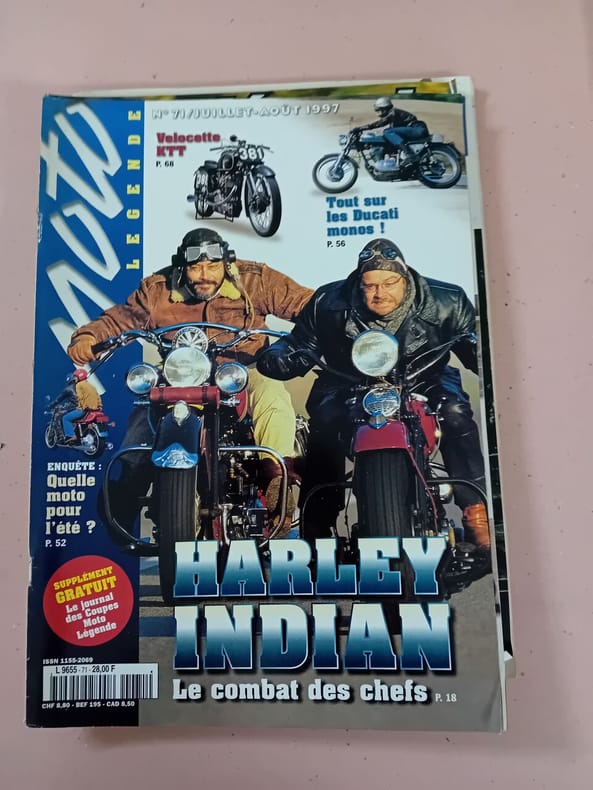 Moto
LEGENDE
N° 71/JUILLET-AOÛT 1997
Velocette
KTT
P. 68
331
Tout sur
les Ducati
monos !
P. 56
ENQUÊTE :
Quelle
moto
pour
l'été ?
P. 52
SUPPLÉMENT
GRATUIT
Le journal
des Coupes
Moto
Légende
HARLEY
INDIAN
Le combat des chefs P. 18
ISSN 1155-2069
L 9655 - 71 - 28,00 F
CHF 8,80 - BEF 195 - CAD 8,50